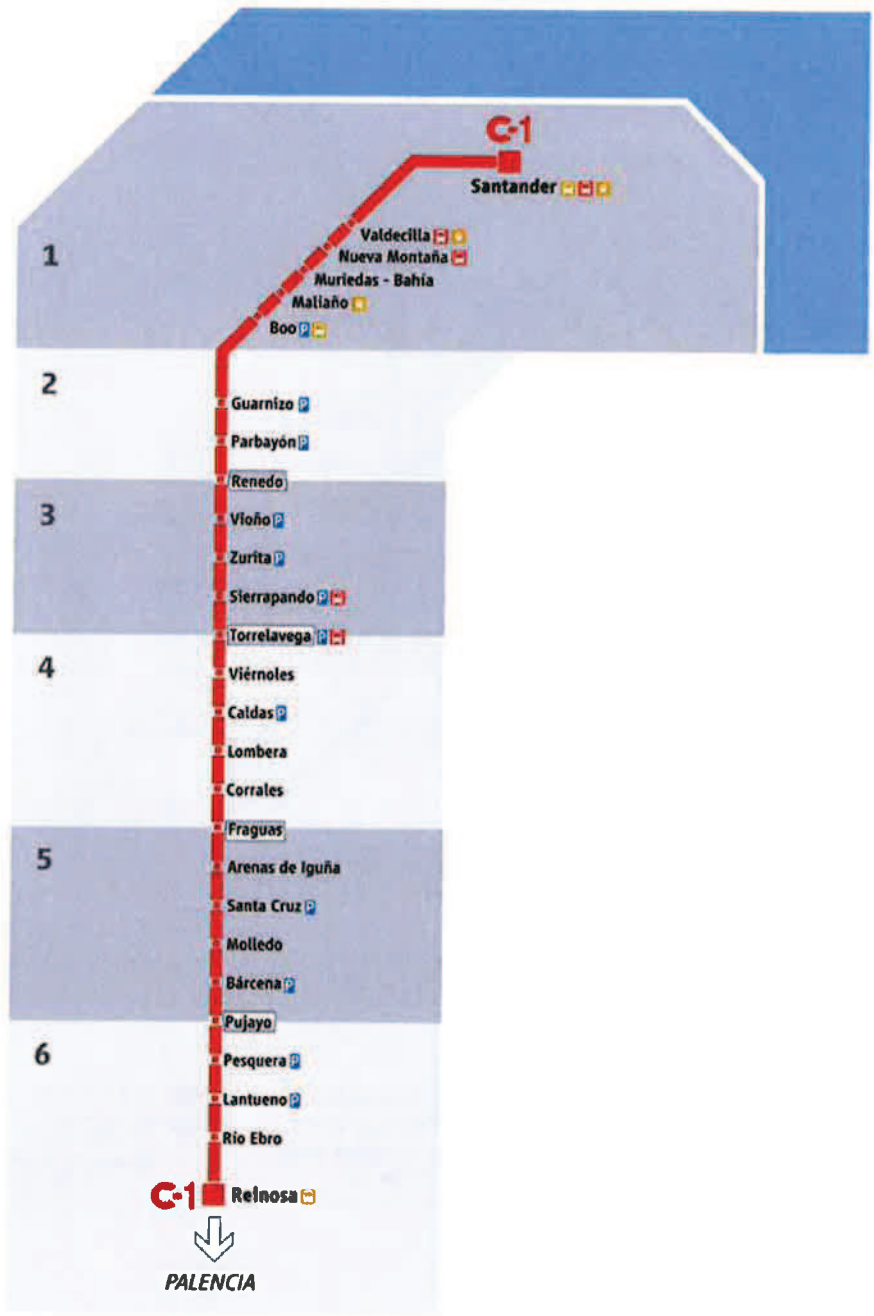 C-1
Santander
1
Valdecilla
Nueva Montaña
Muriedas - Bahía
Maliaño
Boo P
2
Guarnizo P
Parbayón P
Renedo
3
Vioño P
Zurita P
Sierrapando P
Torrelavega P
4
Viérnoles
Caldas P
Lombera
Corrales
Fraguas
5
Arenas de Iguña
Santa Cruz P
Molledo
Bárcena P
Pujayo
6
Pesquera P
Lantueno P
Río Ebro
C-1 Reinosa
PALENCIA